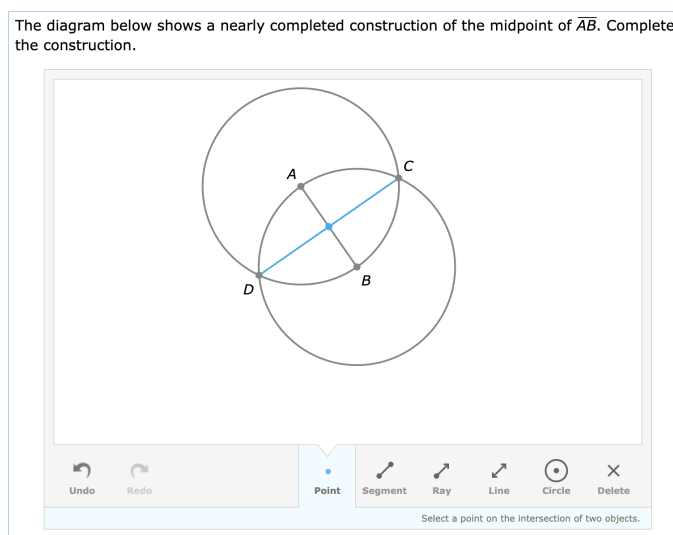 The diagram below shows a nearly completed construction of the midpoint of AB. Complete
the construction.
A
C
B
D
Undo
Redo
Point
Segment
Ray
Line
Circle
Delete
Select a point on the intersection of two objects.